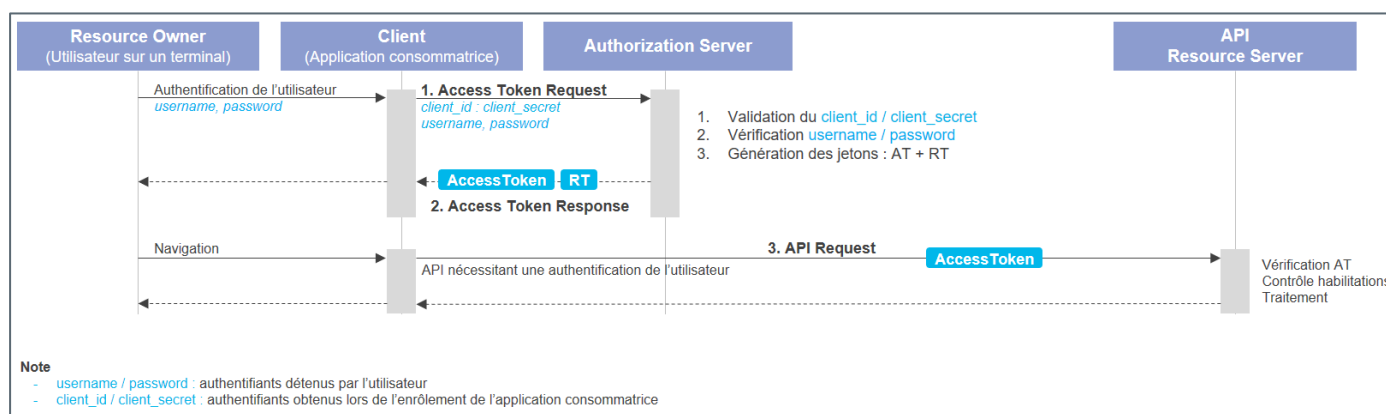 Resource Owner
(Utilisateur sur un terminal)
Client
(Application consommatrice)
Authorization Server
API
Resource Server
Authentification de l'utilisateur
username, password
1. Access Token Request
client_id : client_secret
username, password
1. Validation du client_id / client_secret
2. Vérification username / password
3. Génération des jetons : AT + RT
AccessToken RT
2. Access Token Response
Navigation
3. API Request
AccessToken
API nécessitant une authentification de l'utilisateur
Vérification AT
Contrôle habilitations
Traitement
Note
- username / password : authentifiants détenus par l'utilisateur
- client_id / client_secret : authentifiants obtenus lors de l'enrôlement de l'application consommatrice